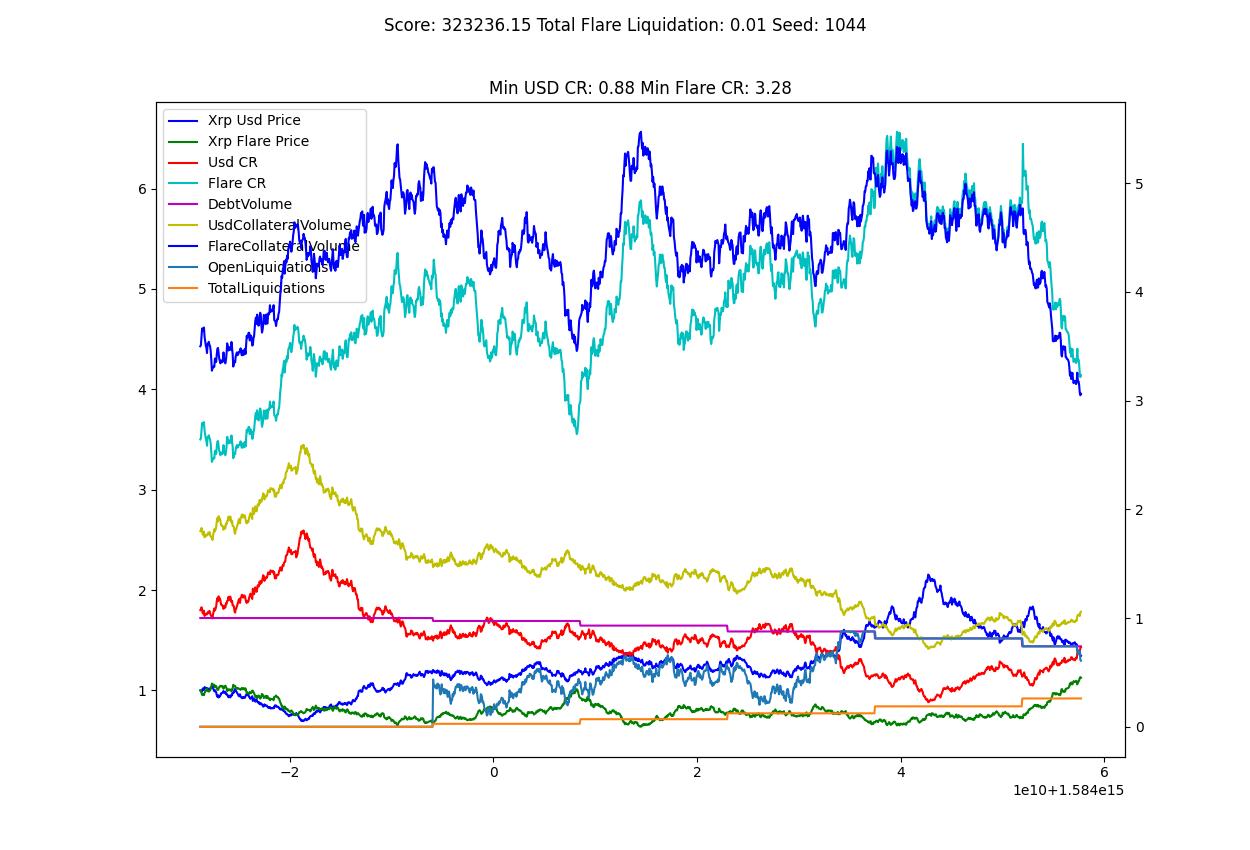 Score: 323236.15 Total Flare Liquidation: 0.01 Seed: 1044
Min USD CR: 0.88 Min Flare CR: 3.28
Xrp Usd Price
Xrp Flare Price
Usd CR
Flare CR
DebtVolume
UsdCollateralVolume
FlareCollateralVolume
OpenLiquidations
TotalLiquidations
6
5
4
3
2
1
5
4
3
2
1
0
−2
0
2
4
6
1e10+1.584e15